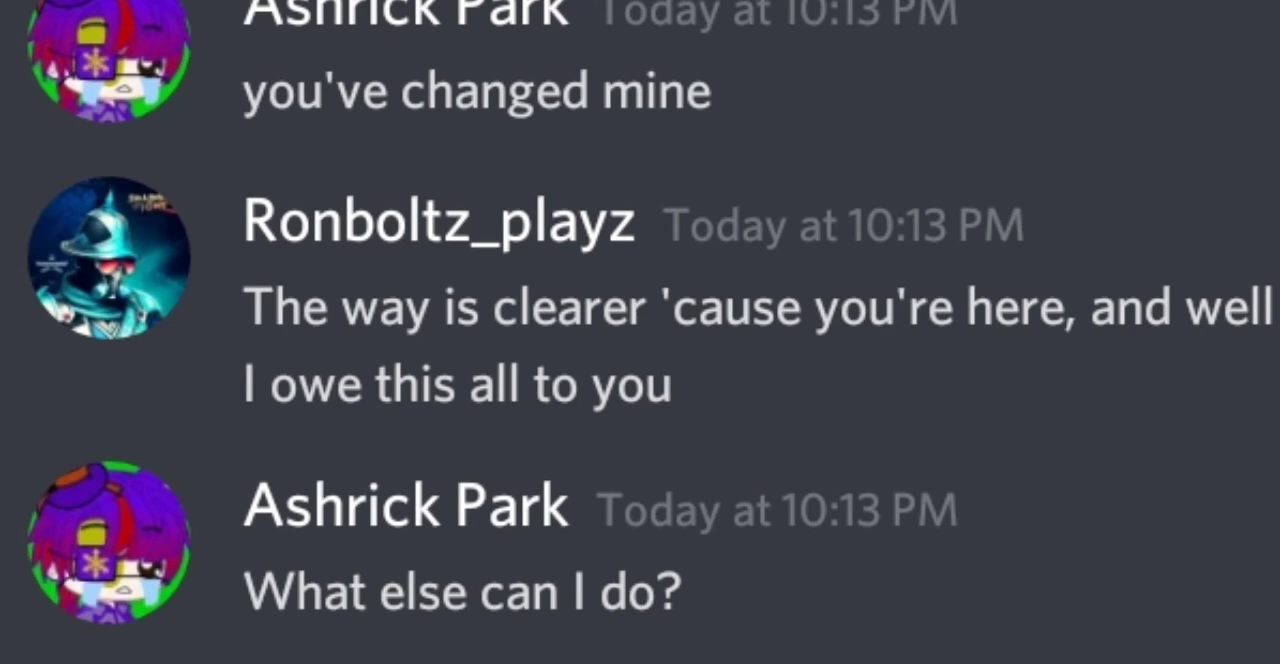 Ashrick Park Today at 10:13 PM
you've changed mine
Ronboltz_playz Today at 10:13 PM
The way is clearer 'cause you're here, and well
I owe this all to you
Ashrick Park Today at 10:13 PM
What else can I do?